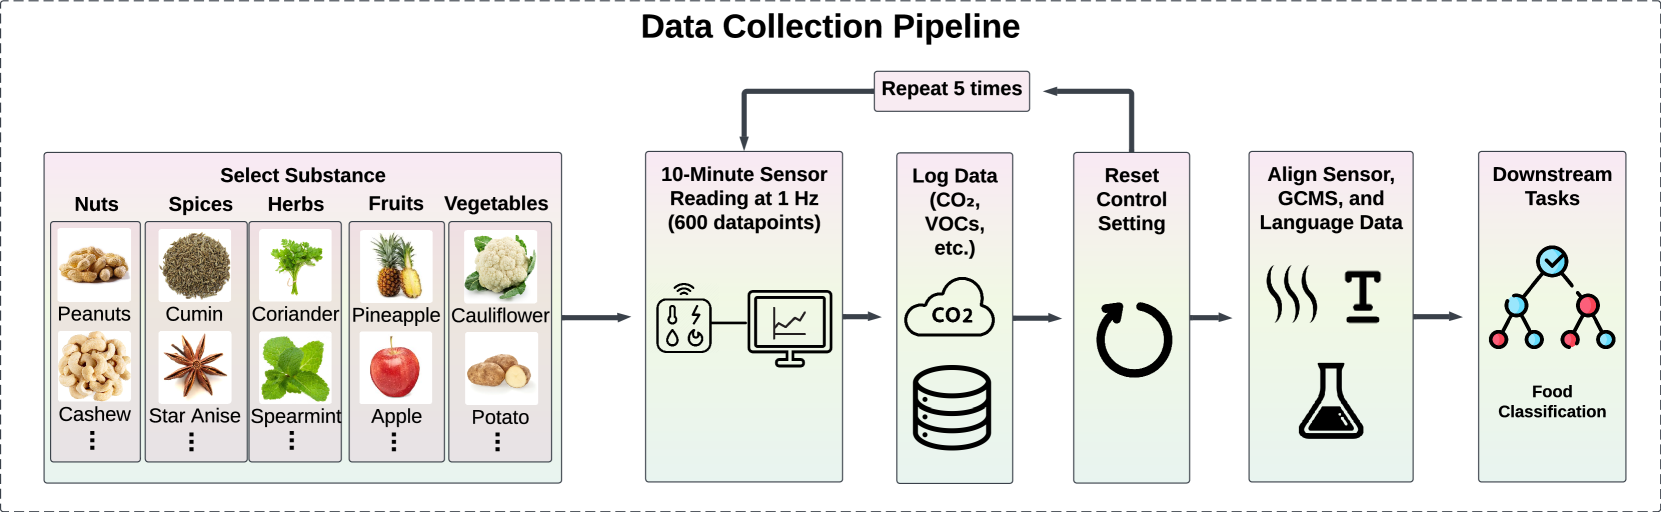 Data Collection Pipeline
Repeat 5 times
Select Substance
Nuts
Spices
Herbs
Fruits
Vegetables
Peanuts
Cumin
Coriander
Pineapple
Cauliflower
Cashew
Star Anise
Spearmint
Apple
Potato
10-Minute Sensor
Reading at 1 Hz
(600 datapoints)
Log Data
(CO₂,
VOCs,
etc.)
CO2
Reset
Control
Setting
Align Sensor,
GCMS, and
Language Data
T
Downstream
Tasks
Food
Classification